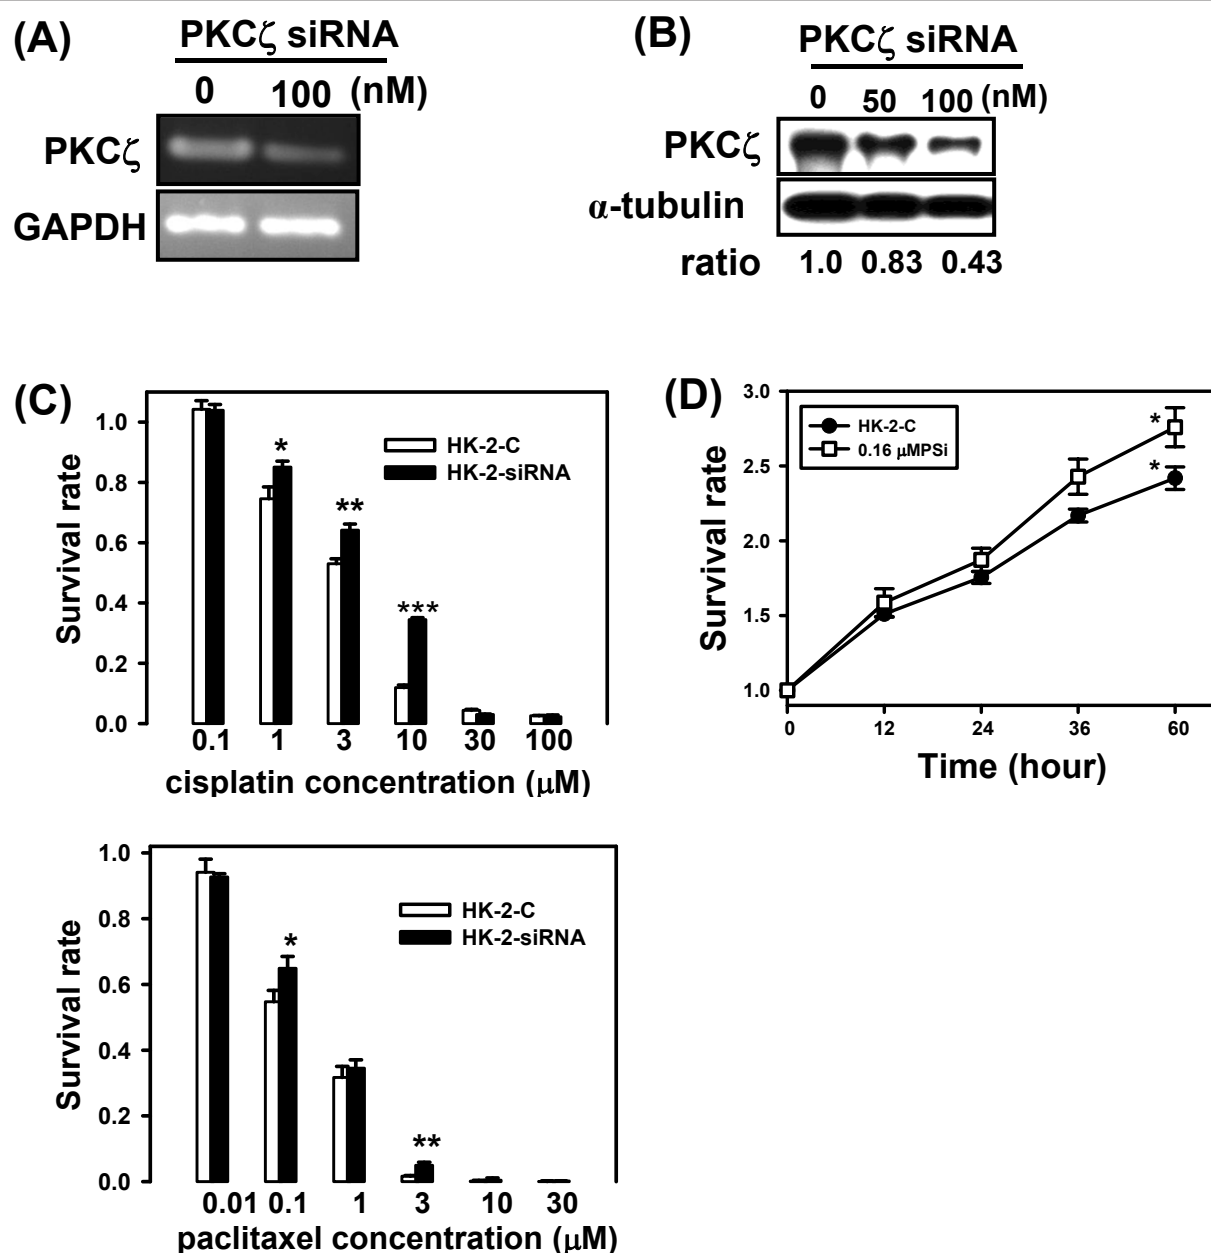 (A)
PKCζ siRNA
0 100 (nM)
PKCζ
GAPDH
(B)
PKCζ siRNA
0 50 100 (nM)
PKCζ
α-tubulin
ratio 1.0 0.83 0.43
(C)
Survival rate
1.0
0.8
0.6
0.4
0.2
0.0
HK-2-C
HK-2-siRNA
*
**
***
0.1 1 3 10 30 100
cisplatin concentration (μM)
(D)
Survival rate
3.0
2.5
2.0
1.5
1.0
HK-2-C
0.16 μMPSi
*
*
0 12 24 36 60
Time (hour)
Survival rate
1.0
0.8
0.6
0.4
0.2
0.0
HK-2-C
HK-2-siRNA
*
**
0.01 0.1 1 3 10 30
paclitaxel concentration (μM)